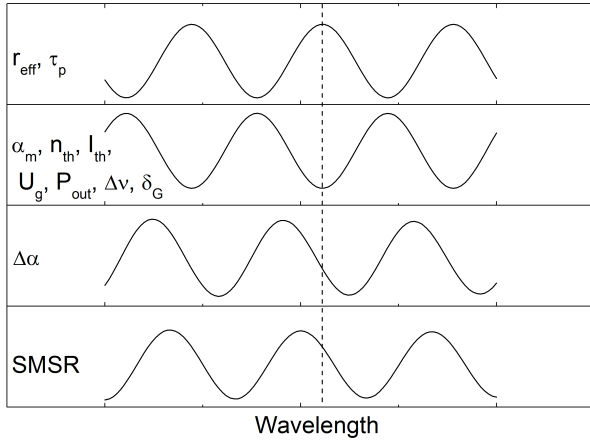 r_eff, τ_p
α_m, n_th, I_th,
U_g, P_out, Δν, δ_G
Δα
SMSR
Wavelength